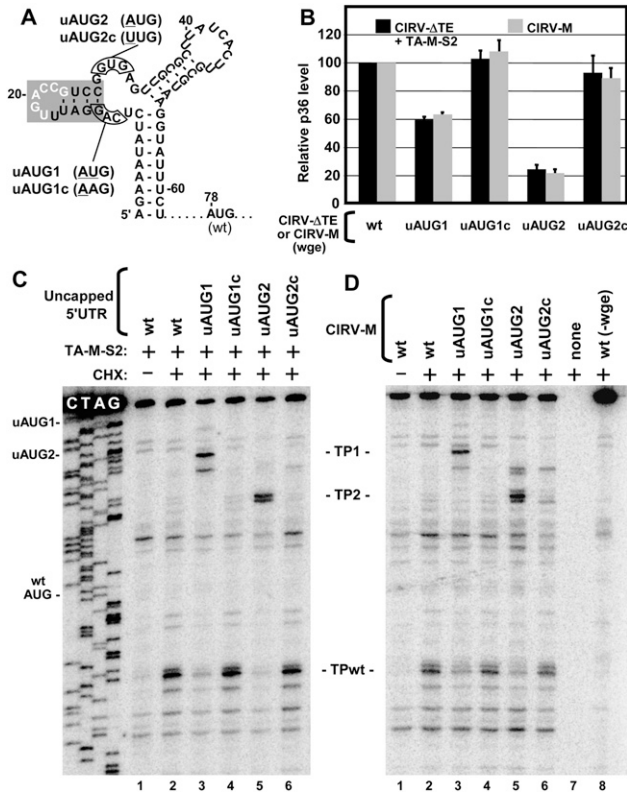 A
uAUG2 (AUG)
uAUG2c (UUG)
40
20
uAUG1 (AUG)
uAUG1c (AAG)
-60
78
5' AUG
(wt)
B
CIRV-ΔTE
+ TA-M-S2
CIRV-M
Relative p36 level
120
100
80
60
40
20
0
CIRV-ΔTE
or CIRV-M
(wge)
wt uAUG1 uAUG1c uAUG2 uAUG2c
C
Uncapped
5'UTR
wt wt uAUG1 uAUG1c uAUG2 uAUG2c
TA-M-S2: + + + + + +
CHX: − + + + + +
CTAG
uAUG1-
uAUG2-
wt
AUG -
1 2 3 4 5 6
- TP1 -
- TP2 -
- TPwt -
D
CIRV-M
wt wt uAUG1 uAUG1c uAUG2 uAUG2c none wt (-wge)
− + + + + + + +
1 2 3 4 5 6 7 8